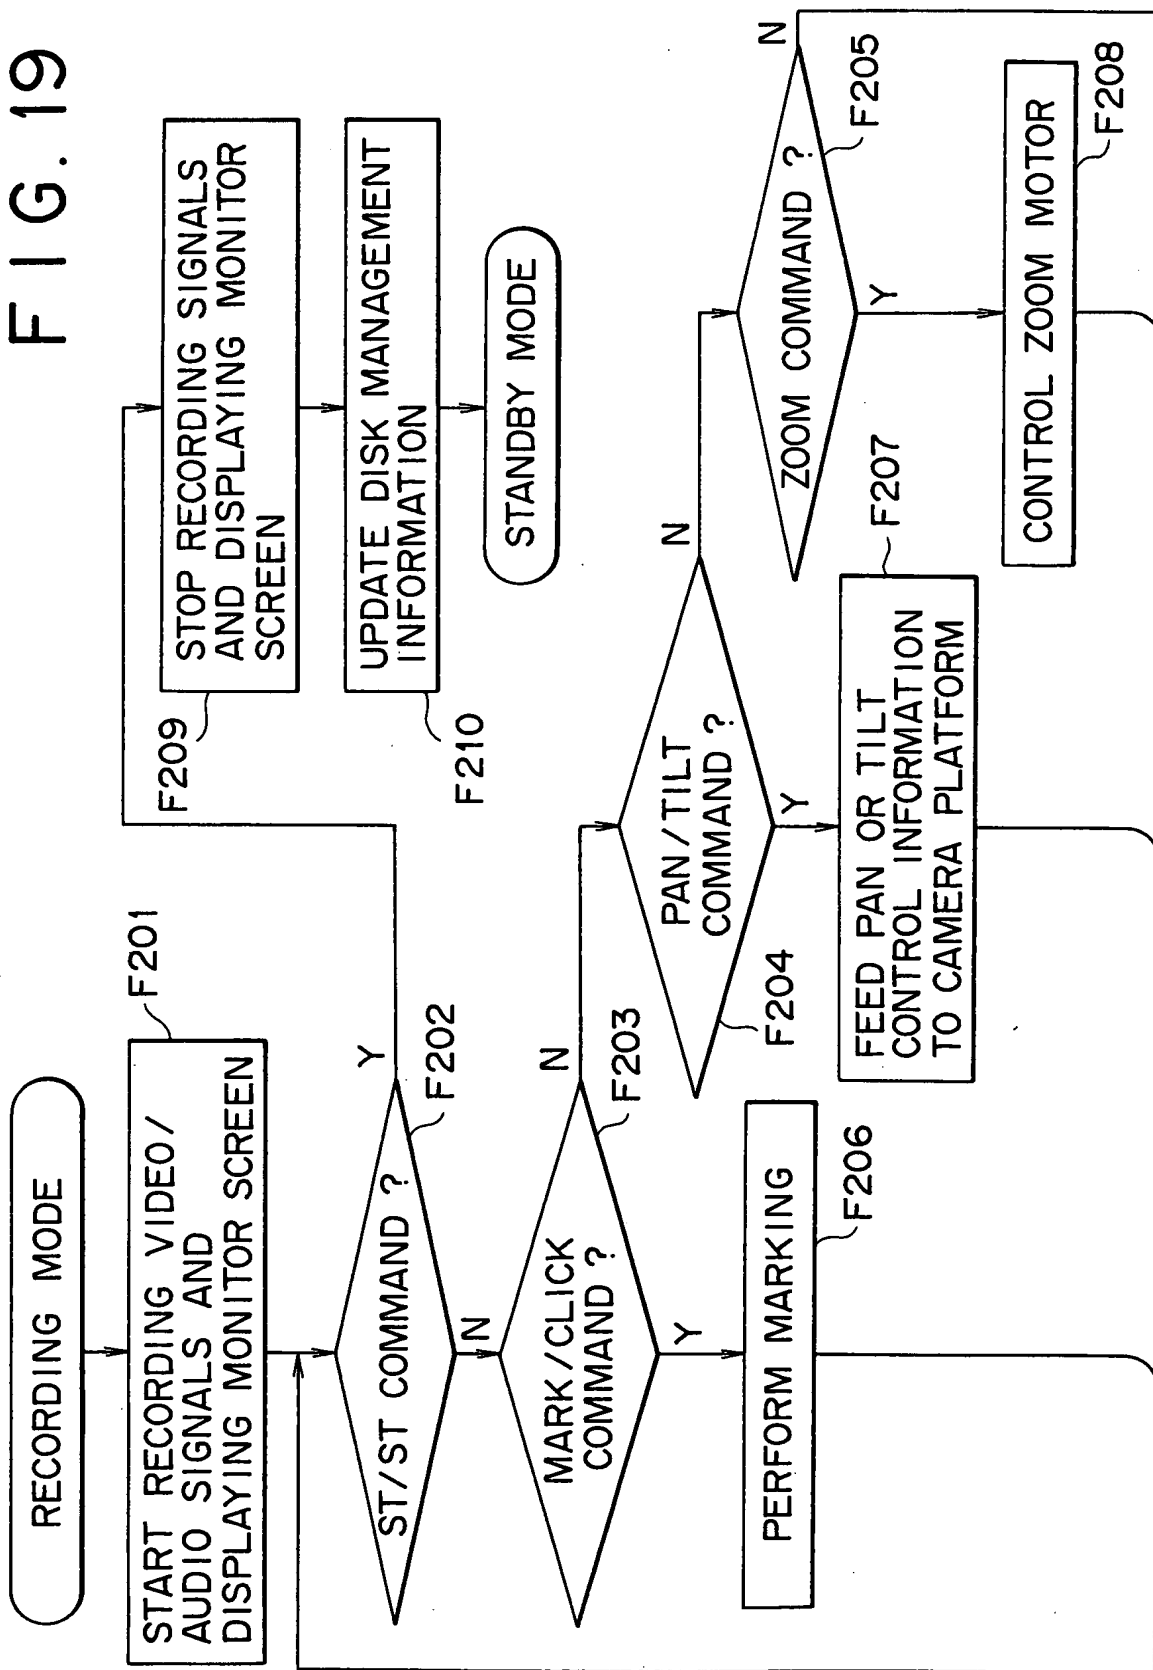 FIG. 19
RECORDING MODE
START RECORDING VIDEO/
AUDIO SIGNALS AND
DISPLAYING MONITOR SCREEN
F201
ST/ST COMMAND ?
F202
Y
N
STOP RECORDING SIGNALS
AND DISPLAYING MONITOR
SCREEN
F209
UPDATE DISK MANAGEMENT
INFORMATION
F210
STANDBY MODE
MARK/CLICK
COMMAND ?
F203
N
Y
PERFORM MARKING
F206
PAN/TILT
COMMAND ?
F204
N
Y
FEED PAN OR TILT
CONTROL INFORMATION
TO CAMERA PLATFORM
F207
ZOOM COMMAND ?
F205
N
Y
CONTROL ZOOM MOTOR
F208